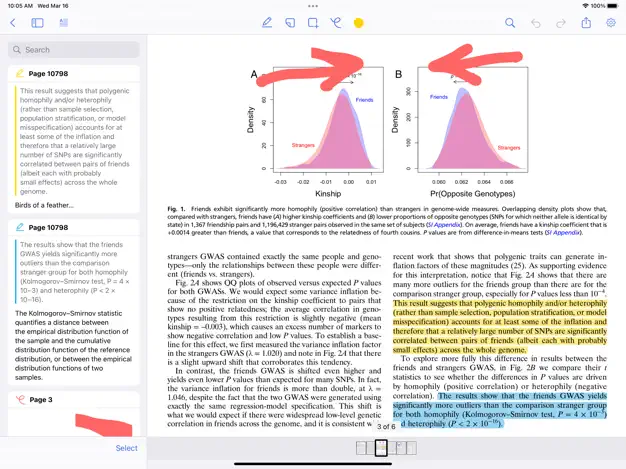 10:05 AM Wed Mar 16
100%
Search
Page 10798
This result suggests that polygenic
homophily and/or heterophily
(rather than sample selection,
population stratification, or model
misspecification) accounts for at
least some of the inflation and
therefore that a relatively large
number of SNPs are significantly
correlated between pairs of friends
(albeit each with probably
small effects) across the whole
genome.
Birds of a feather...
Page 10798
The results show that the friends
GWAS yields significantly more
outliers than the comparison
stranger group for both homophily
(Kolmogorov–Smirnov test, P = 4 ×
10−3) and heterophily (P < 2 ×
10−16).
The Kolmogorov–Smirnov statistic
quantifies a distance between
the empirical distribution function of
the sample and the cumulative
distribution function of the reference
distribution, or between the empirical
distribution functions of two
samples.
Page 3
Select
A
Density
0 20 40 60
Friends
Strangers
-0.03 -0.02 -0.01 0.00 0.01
Kinship
B
Density
0 100 200 300
Friends
Strangers
0.060 0.062 0.064 0.066
Pr(Opposite Genotypes)
Fig. 1. Friends exhibit significantly more homophily (positive correlation) than strangers in genome-wide measures. Overlapping density plots show that,
compared with strangers, friends have (A) higher kinship coefficients and (B) lower proportions of opposite genotypes (SNPs for which neither allele is identical by
state) in 1,367 friendship pairs and 1,196,429 stranger pairs observed in the same set of subjects (SI Appendix). On average, friends have a kinship coefficient that is
+0.0014 greater than friends, a value that corresponds to the relatedness of fourth cousins. P values are from difference-in-means tests (SI Appendix).
strangers GWAS contained exactly the same people and geno-
types—only the relationships between these people were differ-
ent (friends vs. strangers).
Fig. 2A shows QQ plots of observed versus expected P values
for both GWASs. We would expect some variance inflation be-
cause of the restriction on the kinship coefficient to pairs that
show no positive relatedness; the average correlation in geno-
types resulting from this restriction is slightly negative (mean
kinship = –0.003), which causes an excess number of markers to
show negative correlation and low P values. To establish a base-
line for this effect, we first measured the variance inflation factor
in the strangers GWAS (λ = 1.020) and note in Fig. 2A that there
is a slight upward shift that corroborates this tendency.
In contrast, the friends GWAS is shifted even higher and
yields even lower P values than expected for many SNPs. In fact,
the variance inflation for friends is more than double, at λ =
1.046, despite the fact that the two GWAS were generated using
exactly the same regression-model specification. This shift is
what we would expect if there were widespread low-level genetic
correlation in friends across the genome, and it is consistent w
recent work that shows that polygenic traits can generate in-
flation factors of these magnitudes (25). As supporting evidence
for this interpretation, notice that Fig. 2A shows that there are
many more outliers for the friends group than there are for the
comparison stranger group, especially for P values less than 10−4.
This result suggests that polygenic homophily and/or heterophily
(rather than sample selection, population stratification, or model
misspecification) accounts for at least some of the inflation and
therefore that a relatively large number of SNPs are significantly
correlated between pairs of friends (albeit each with probably
small effects) across the whole genome.
To explore more fully this difference in results between the
friends and strangers GWAS, in Fig. 2B we compare their t
statistics to see whether the differences in P values are driven
by homophily (positive correlation) or heterophily (negative
correlation). The results show that the friends GWAS yields
significantly more outliers than the comparison stranger group
for both homophily (Kolmogorov–Smirnov test, P = 4 × 10−3)
d heterophily (P < 2 × 10−16).
3 of 6